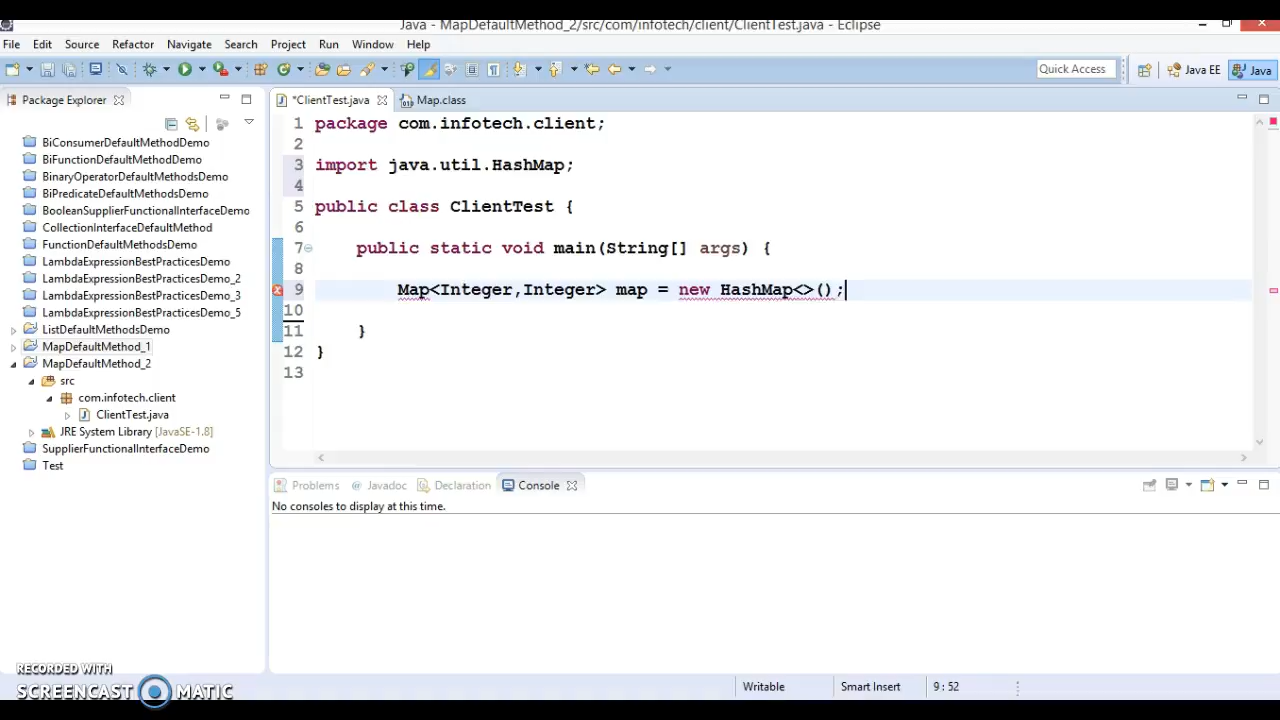 Java - MapDefaultMethod_2/src/com/infotech/client/ClientTest.java - Eclipse
File Edit Source Refactor Navigate Search Project Run Window Help
Quick Access Java EE Java
Package Explorer
*ClientTest.java Map.class
BiConsumerDefaultMethodDemo
BiFunctionDefaultMethodDemo
BinaryOperatorDefaultMethodsDemo
BiPredicateDefaultMethodsDemo
BooleanSupplierFunctionalInterfaceDemo
CollectionInterfaceDefaultMethod
FunctionDefaultMethodsDemo
LambdaExpressionBestPracticesDemo
LambdaExpressionBestPracticesDemo_2
LambdaExpressionBestPracticesDemo_3
LambdaExpressionBestPracticesDemo_5
ListDefaultMethodsDemo
MapDefaultMethod_1
MapDefaultMethod_2
src
com.infotech.client
ClientTest.java
JRE System Library [JavaSE-1.8]
SupplierFunctionalInterfaceDemo
Test
1 package com.infotech.client;
2
3 import java.util.HashMap;
4
5 public class ClientTest {
6
7 public static void main(String[] args) {
8
9 Map<Integer,Integer> map = new HashMap<>();
10
11 }
12 }
13
Problems @ Javadoc Declaration Console
No consoles to display at this time.
Writable Smart Insert 9 : 52
RECORDED WITH
SCREENCAST MATIC